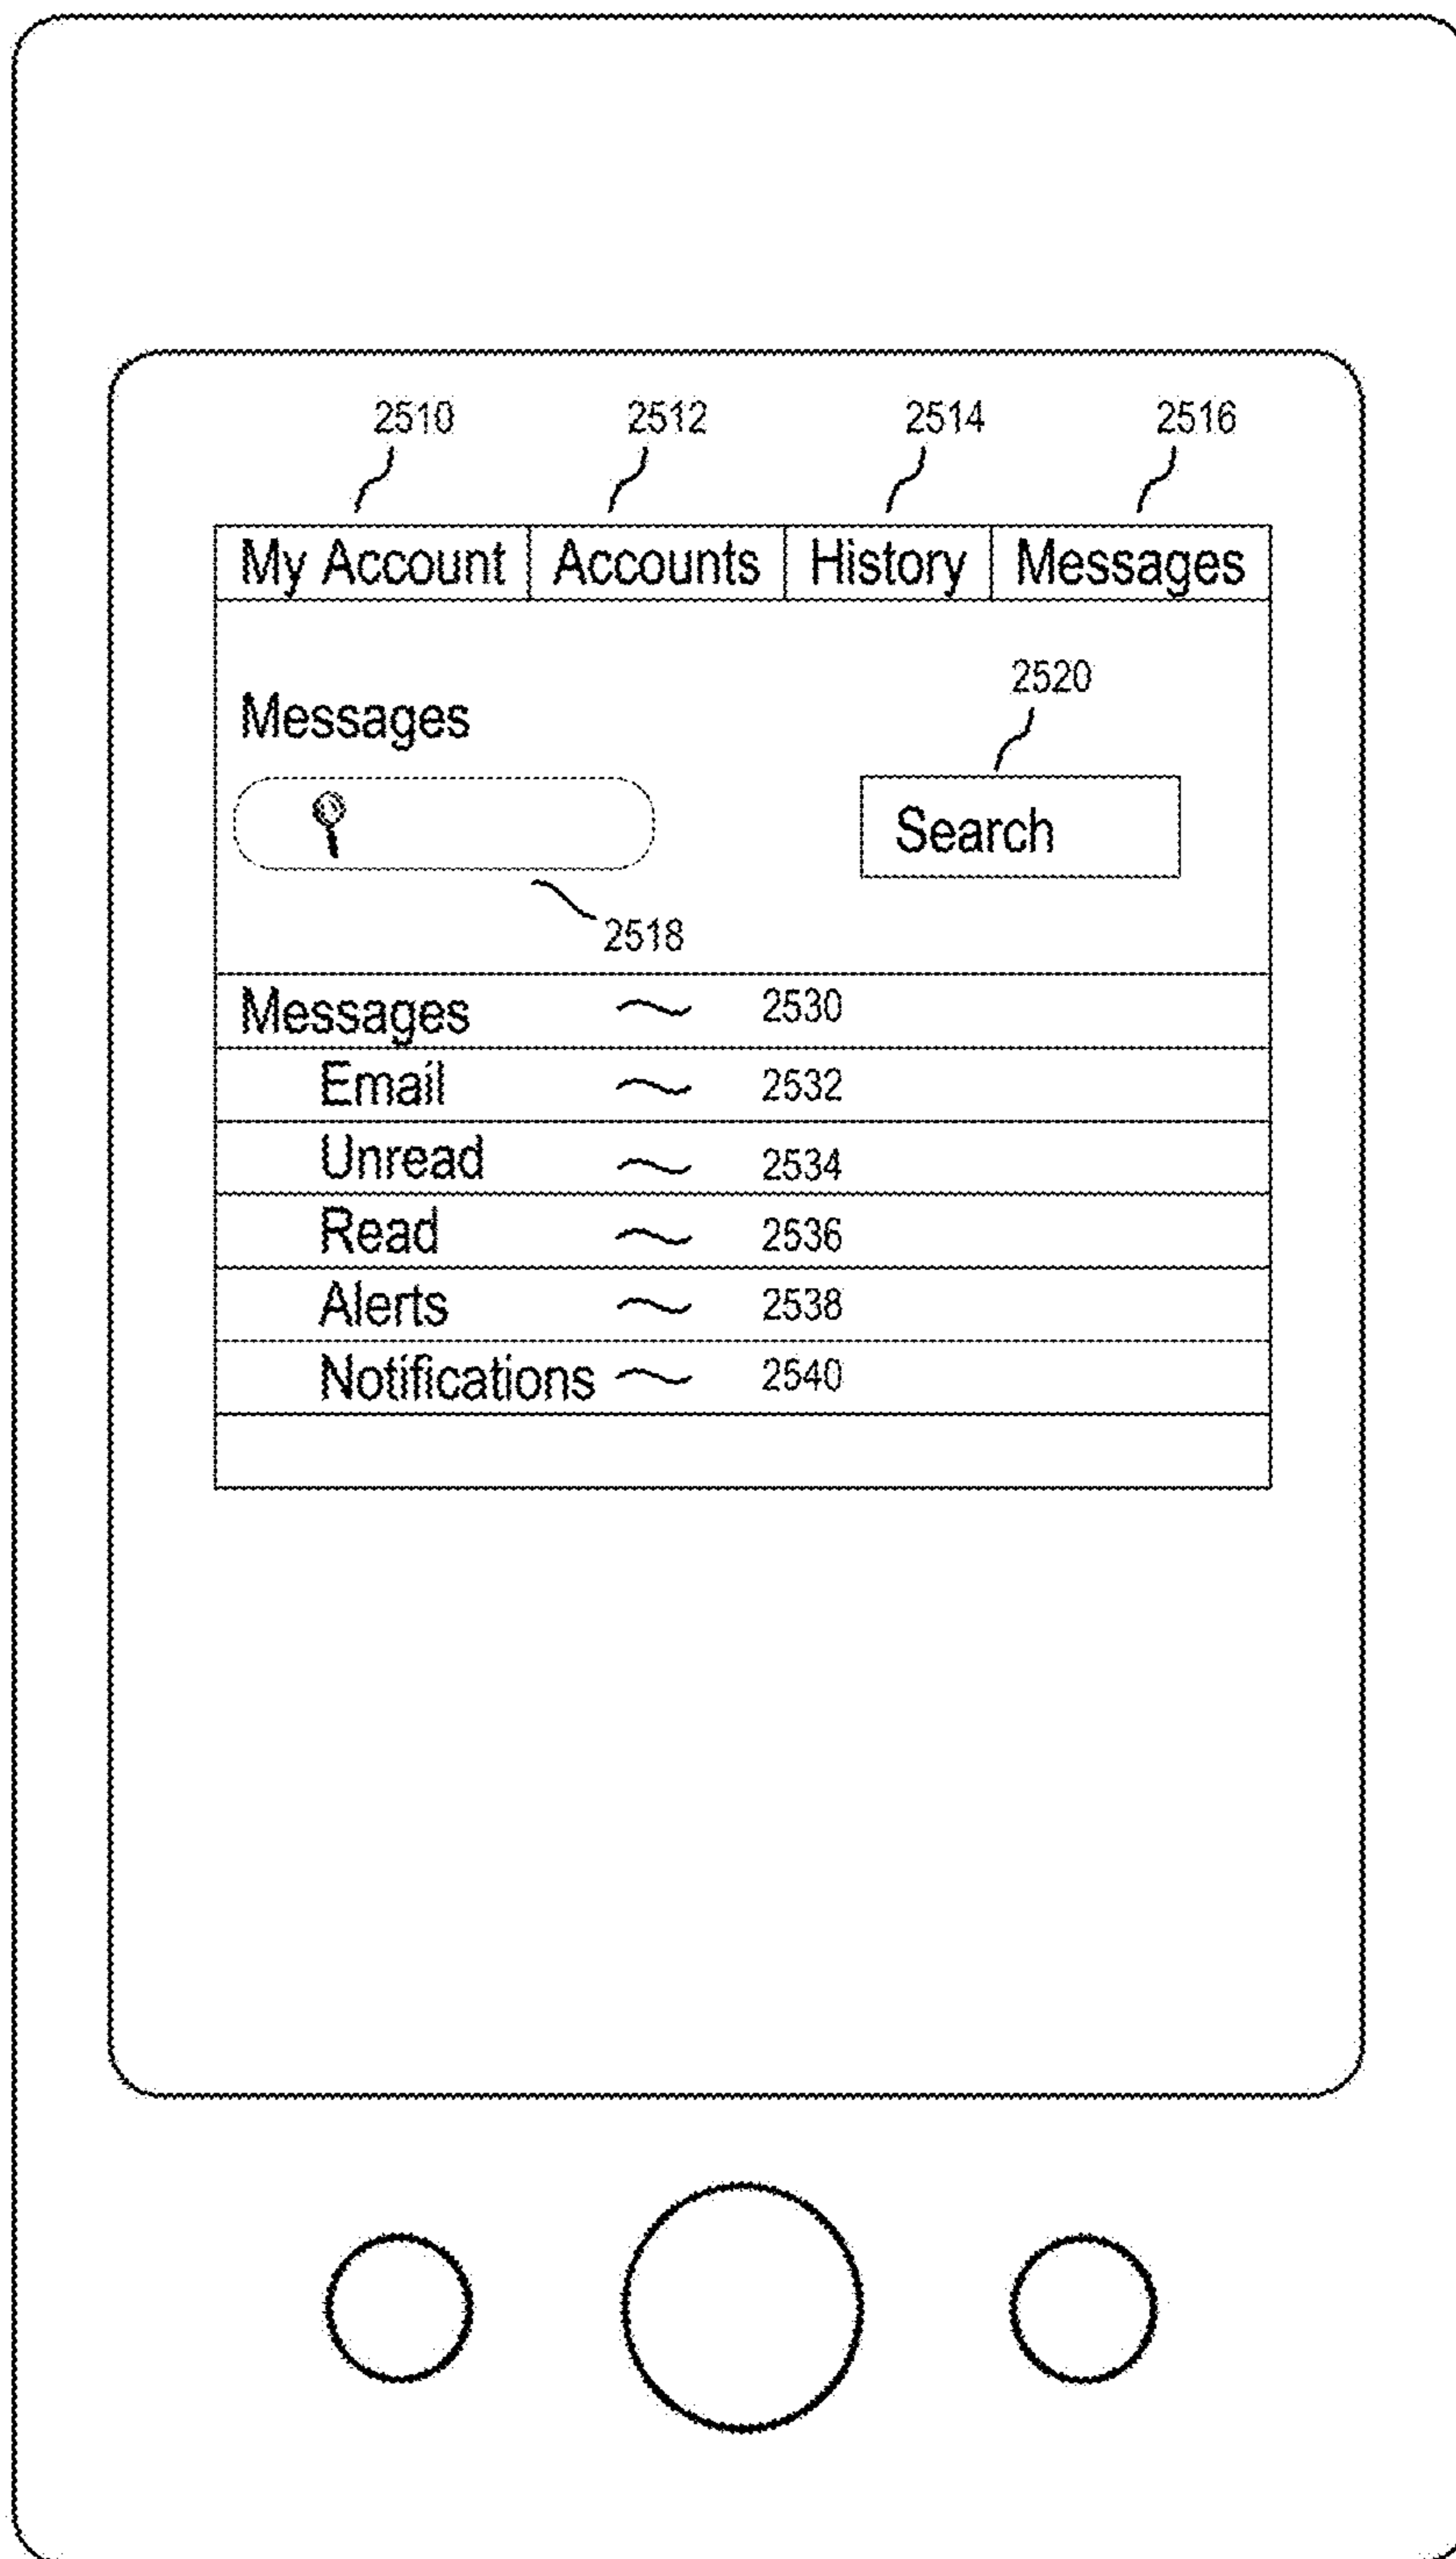 2510 2512 2514 2516
My Account Accounts History Messages
2520
Messages
Search
2518
Messages 2530
Email 2532
Unread 2534
Read 2536
Alerts 2538
Notifications 2540